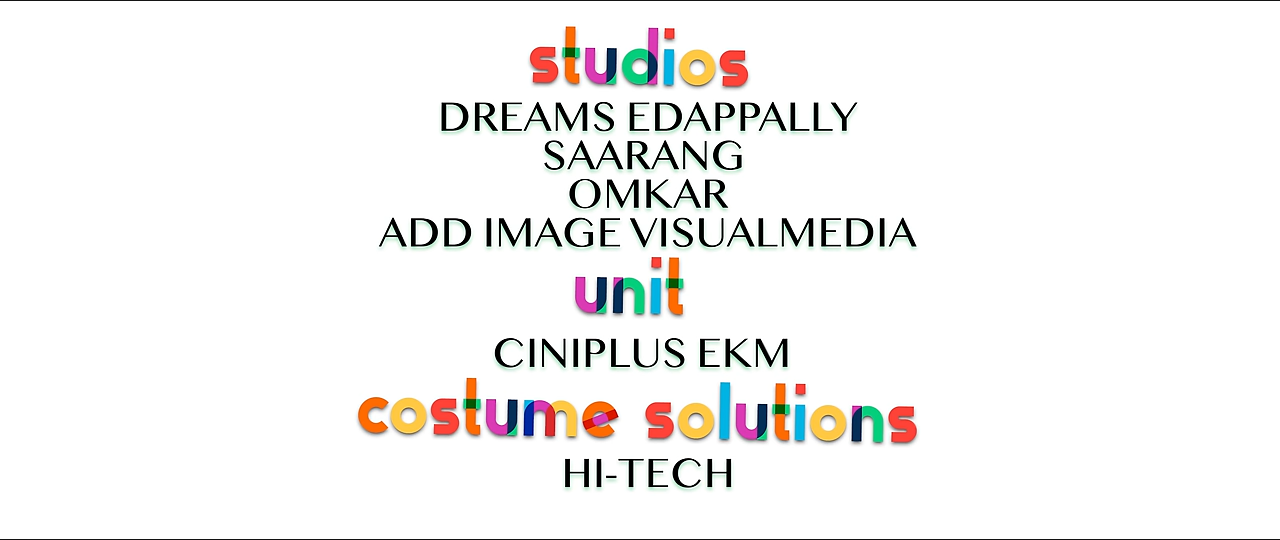 studios
DREAMS EDAPPALLY
SAARANG
OMKAR
ADD IMAGE VISUALMEDIA
unit
CINIPLUS EKM
costume solutions
HI-TECH